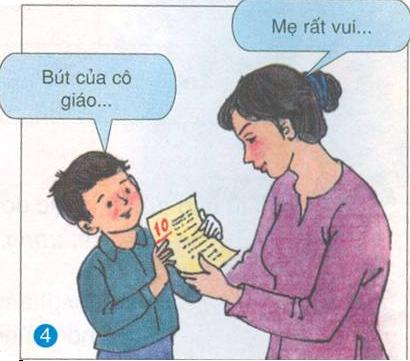 Mẹ rất vui...
Bút của cô
giáo...
10
4